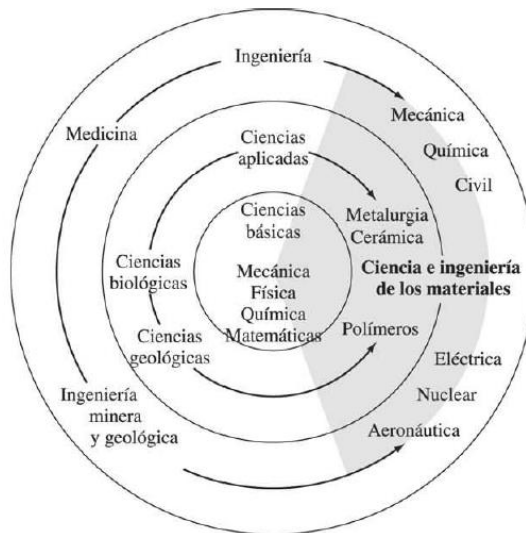 Ingeniería
Mecánica
Química
Civil
Medicina
Ciencias
aplicadas
Metalurgia
Cerámica
Ciencias
básicas
Mecánica
Física
Química
Matemáticas
Ciencias
biológicas
Ciencia e ingeniería
de los materiales
Ciencias
geológicas
Polímeros
Eléctrica
Nuclear
Aeronáutica
Ingeniería
minera
y geológica